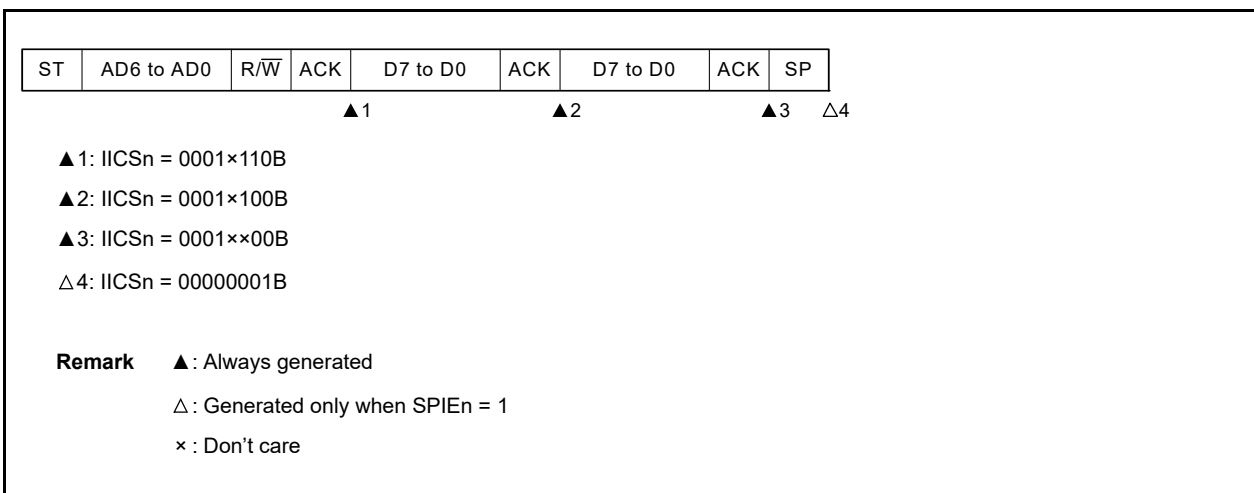 ST AD6 to AD0 R/W̅ ACK D7 to D0 ACK D7 to D0 ACK SP
▲1 ▲2 ▲3 △4
▲1: IICSn = 0001×110B
▲2: IICSn = 0001×100B
▲3: IICSn = 0001××00B
△4: IICSn = 00000001B
Remark ▲: Always generated
△: Generated only when SPIEn = 1
×: Don’t care